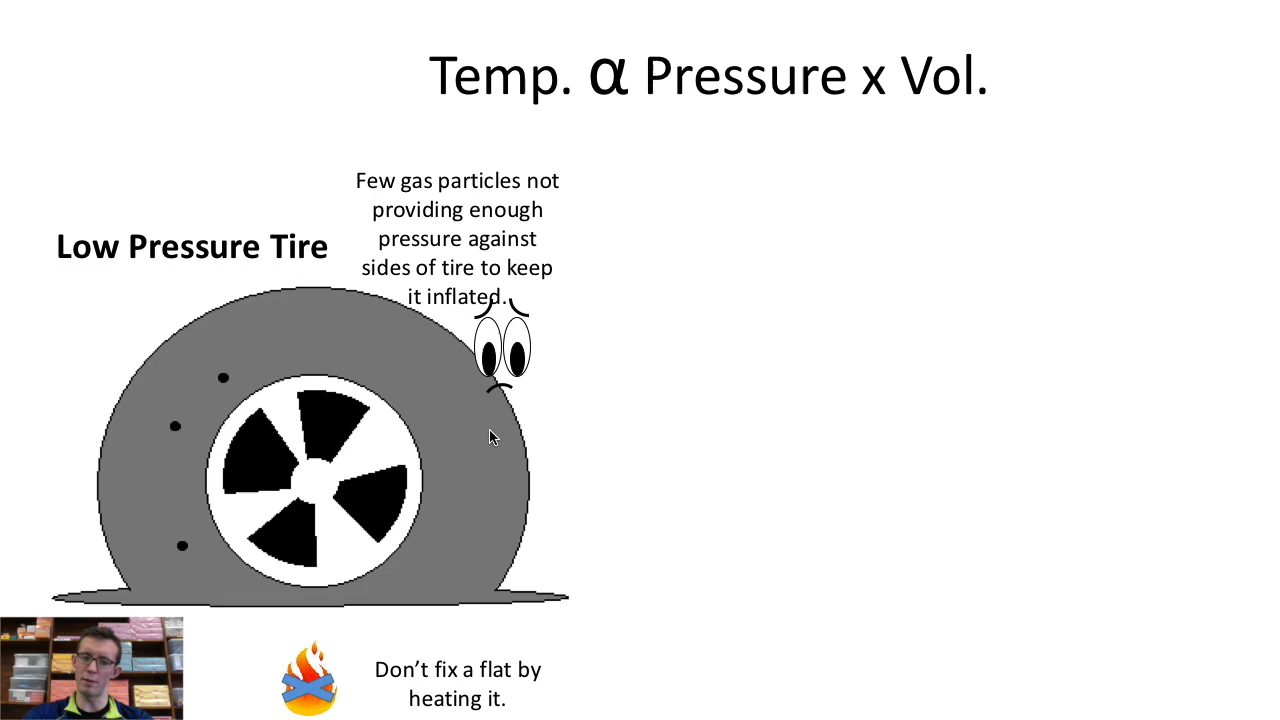 Temp. α Pressure x Vol.
Few gas particles not
providing enough
pressure against
sides of tire to keep
it inflated.
Low Pressure Tire
Don’t fix a flat by
heating it.